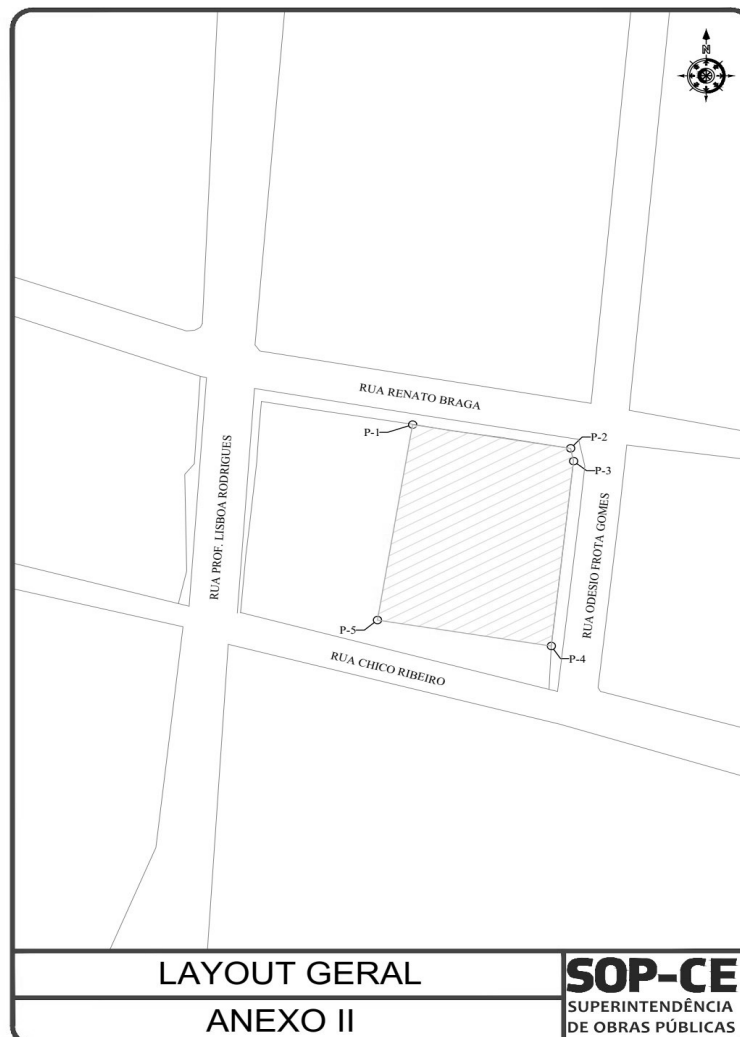 N
RUA RENATO BRAGA
P-1
P-2
P-3
RUA PROF. LISBOA RODRIGUES
RUA ODESIO FROTA GOMES
P-5
P-4
RUA CHICO RIBEIRO
LAYOUT GERAL
ANEXO II
SOP-CE
SUPERINTENDÊNCIA
DE OBRAS PÚBLICAS